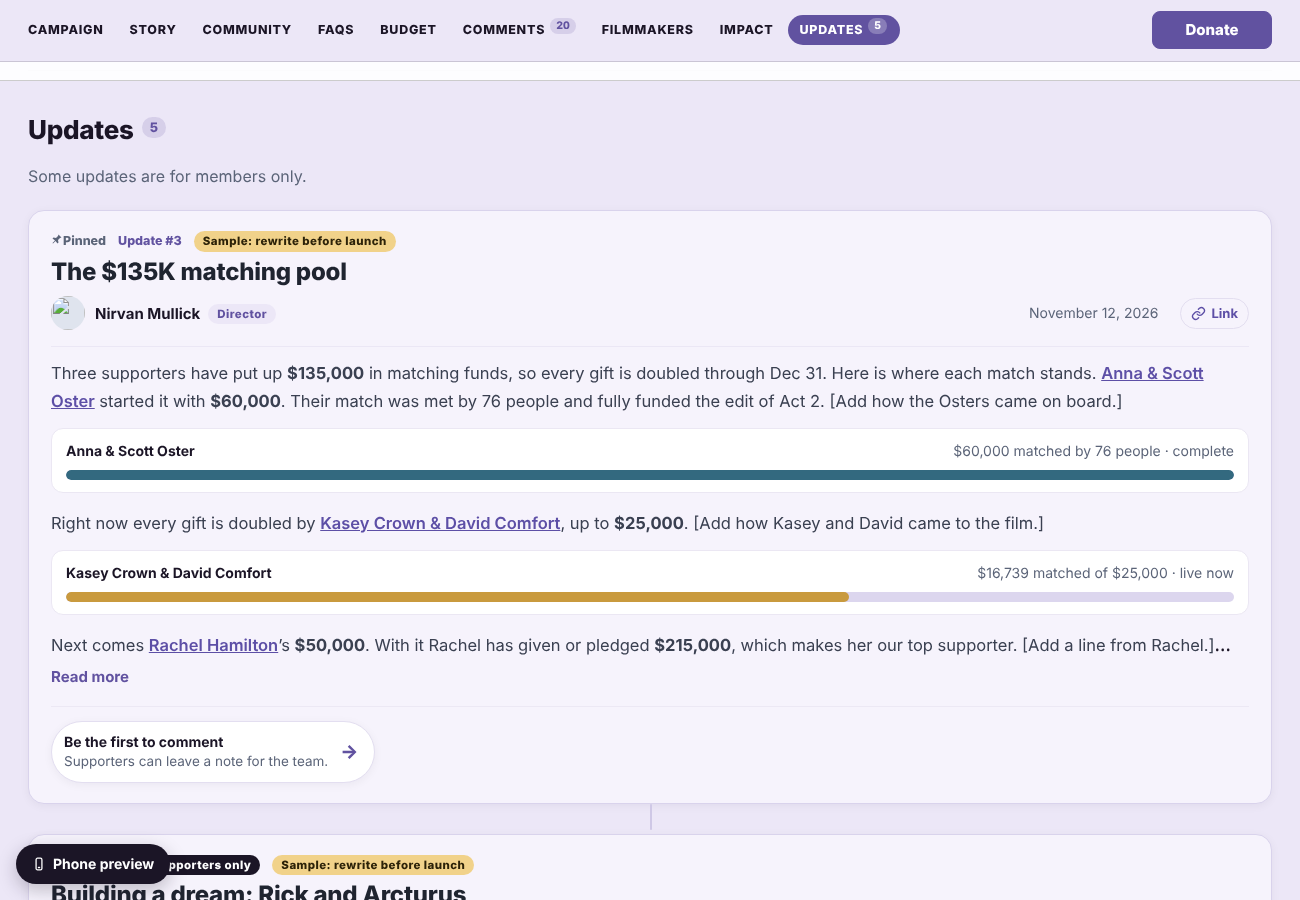 CAMPAIGN STORY COMMUNITY FAQS BUDGET COMMENTS 20 FILMMAKERS IMPACT UPDATES 5 Donate
Updates 5
Some updates are for members only.
Pinned Update #3 Sample: rewrite before launch
The $135K matching pool
Nirvan Mullick Director November 12, 2026 Link
Three supporters have put up $135,000 in matching funds, so every gift is doubled through Dec 31. Here is where each match stands. Anna & Scott
Oster started it with $60,000. Their match was met by 76 people and fully funded the edit of Act 2. [Add how the Osters came on board.]
Anna & Scott Oster $60,000 matched by 76 people · complete
Right now every gift is doubled by Kasey Crown & David Comfort, up to $25,000. [Add how Kasey and David came to the film.]
Kasey Crown & David Comfort $16,739 matched of $25,000 · live now
Next comes Rachel Hamilton’s $50,000. With it Rachel has given or pledged $215,000, which makes her our top supporter. [Add a line from Rachel.]...
Read more
Be the first to comment
Supporters can leave a note for the team.
Phone preview pporters only Sample: rewrite before launch
Building a dream: Rick and Arcturus